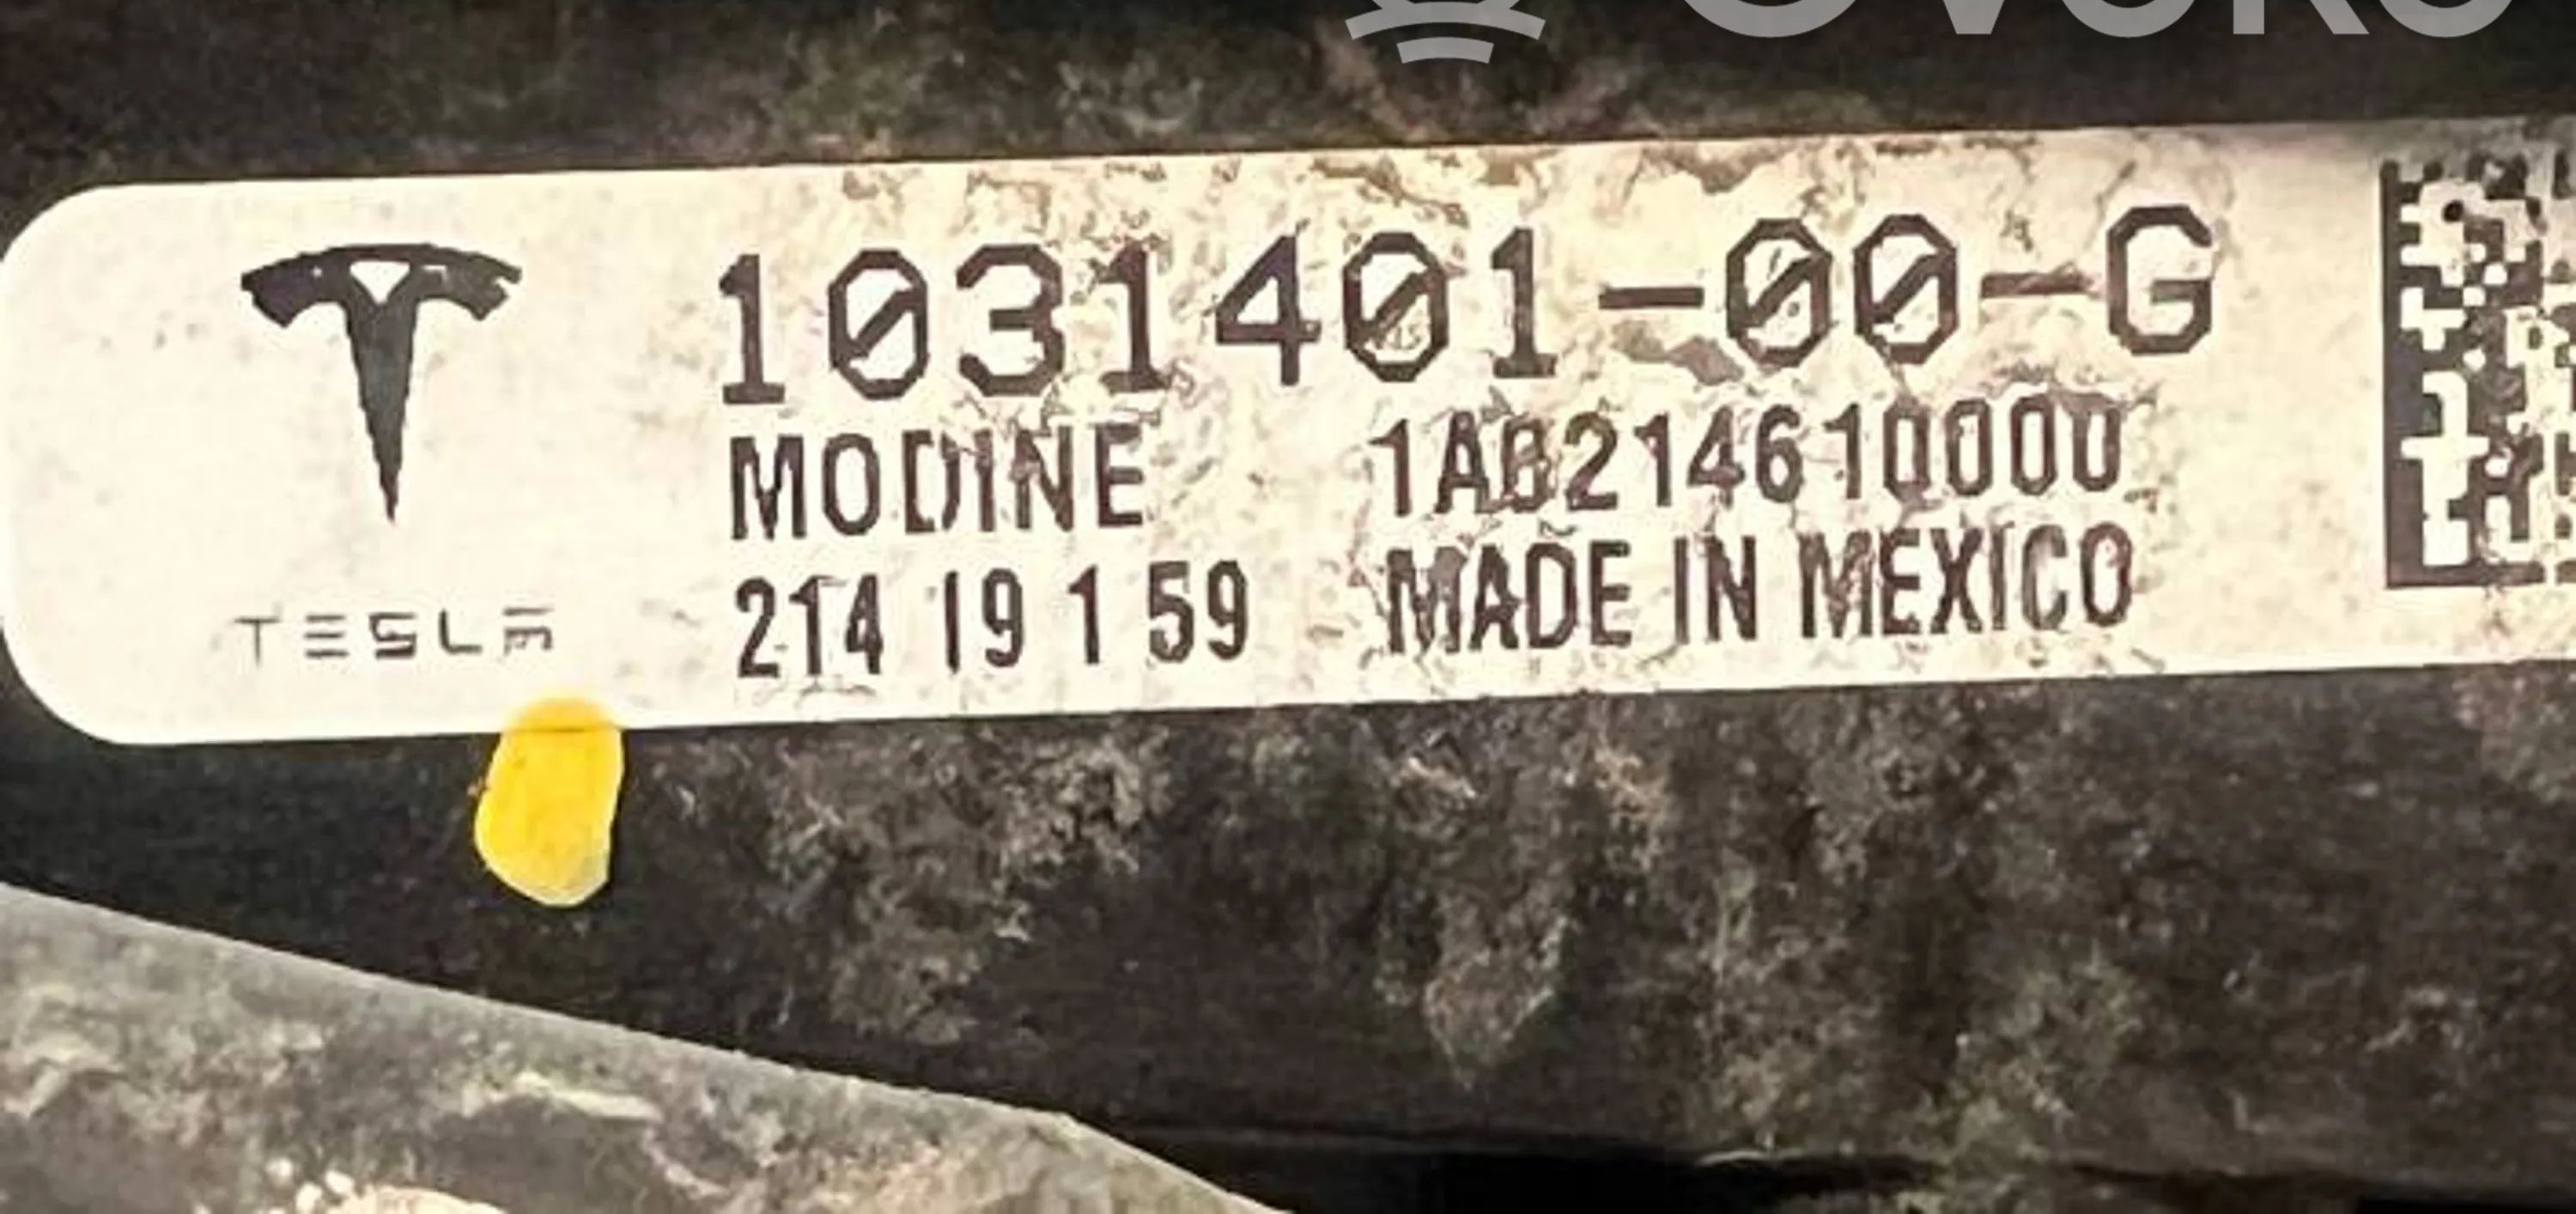 1031401-00-G
MODINE 1AB214610000
214 19 1 59 MADE IN MEXICO
TESLA